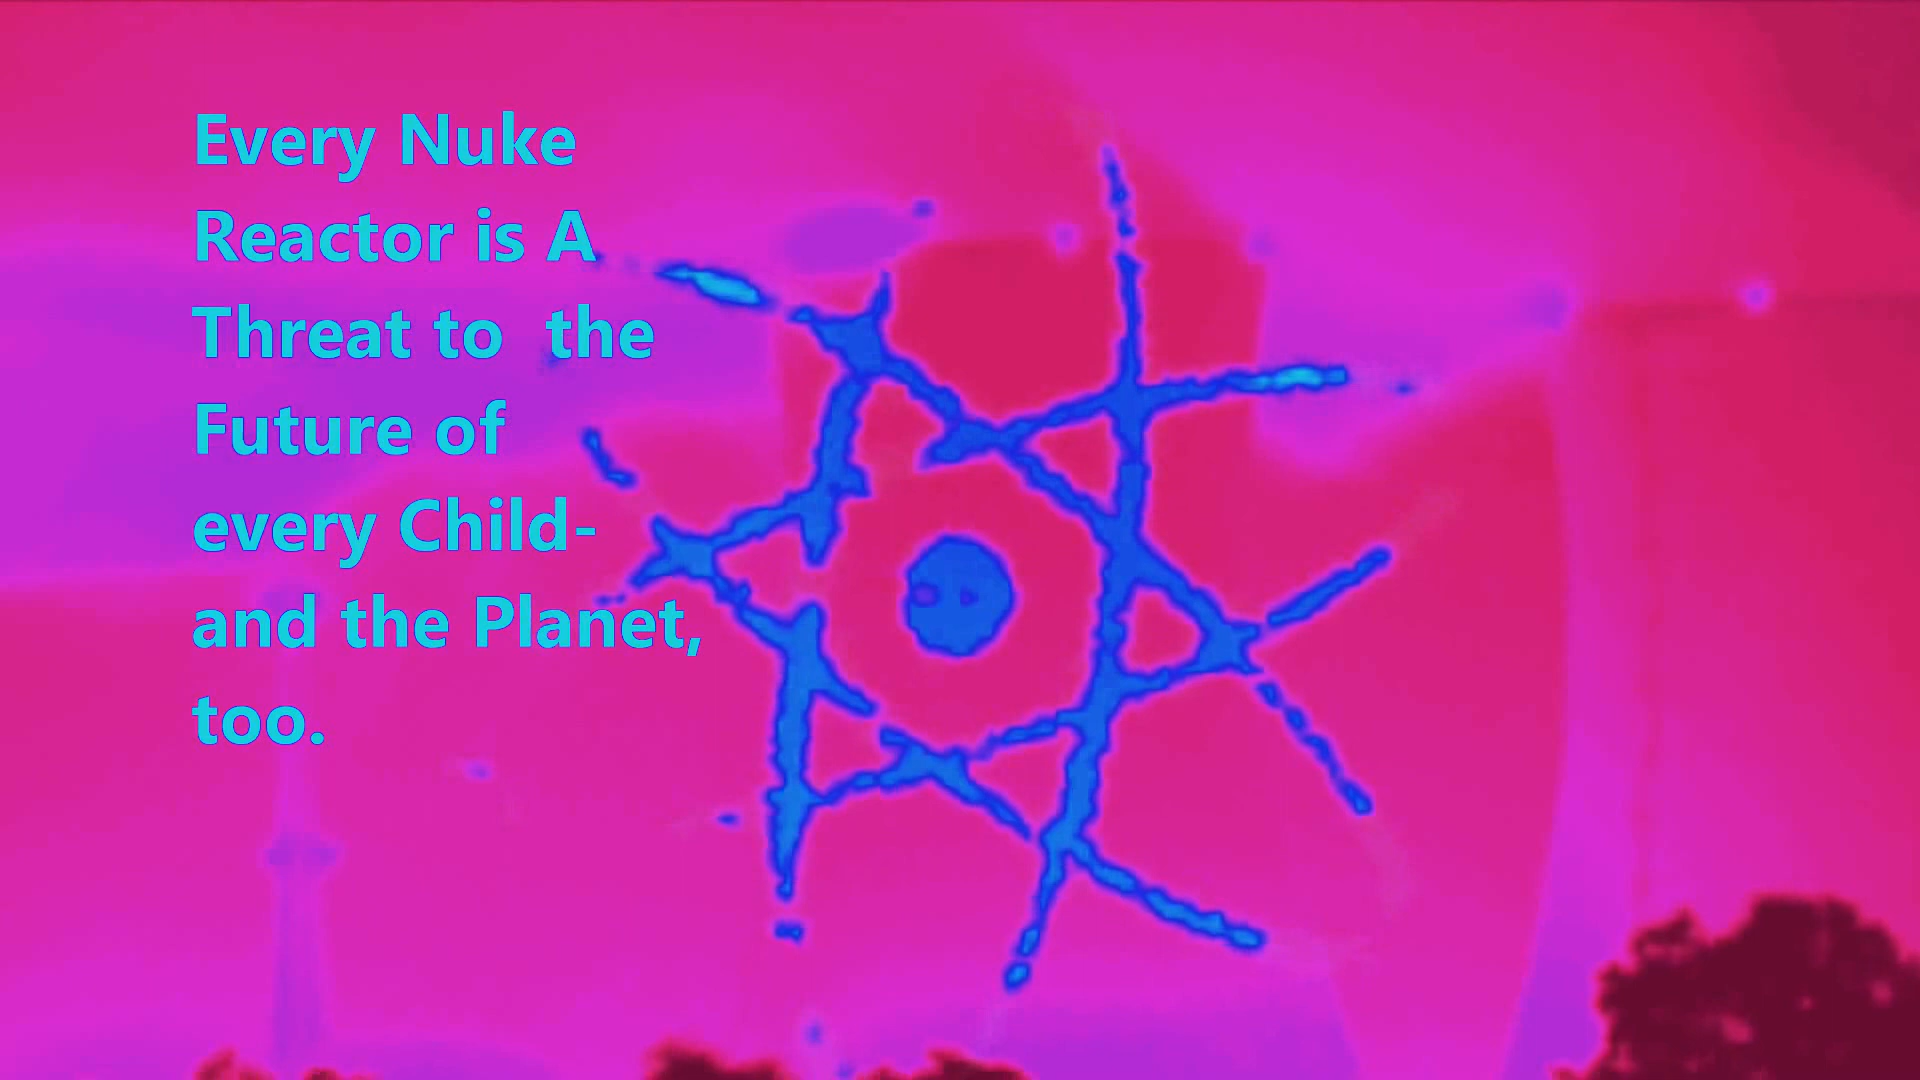 Every Nuke
Reactor is A
Threat to  the
Future of
every Child-
and the Planet,
too.